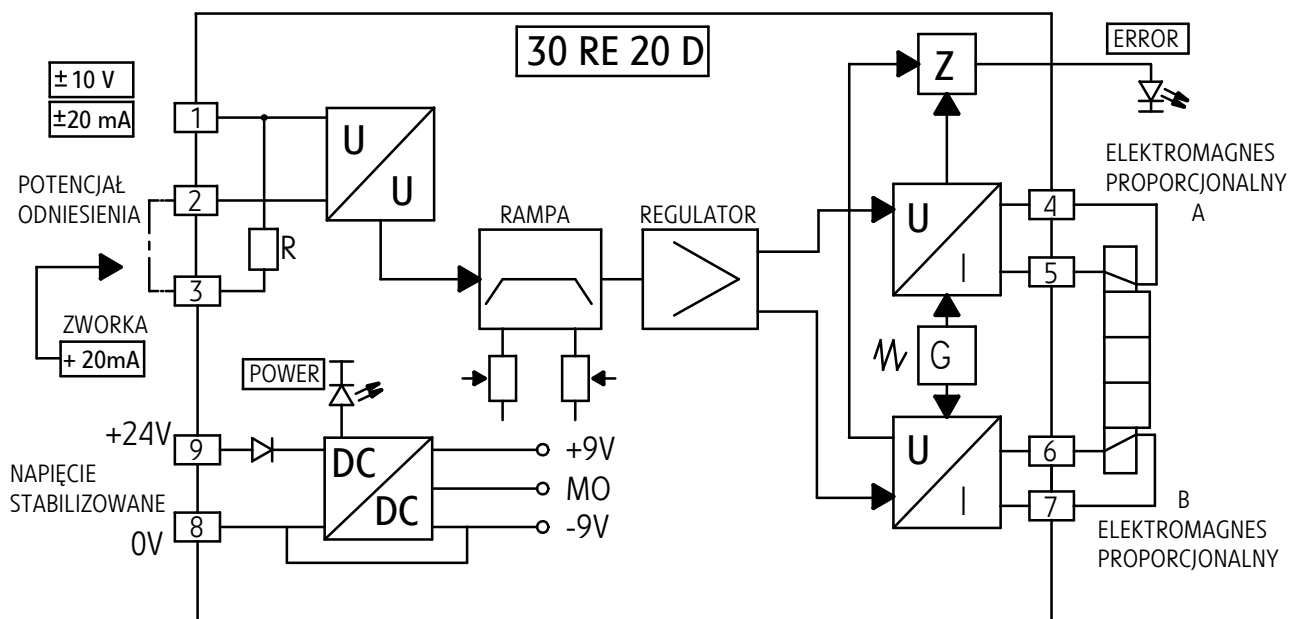 30 RE 20 D
ERROR
± 10 V
±20 mA
1
U
U
Z
POTENCJAŁ
ODNIESIENIA
2
3
R
ZWORKA
+ 20mA
RAMPA
REGULATOR
U
I
G
U
I
ELEKTROMAGNES
PROPORCJONALNY
A
4
5
6
7
B
ELEKTROMAGNES
PROPORCJONALNY
POWER
+24V
9
NAPIĘCIE
STABILIZOWANE
8
0V
DC
DC
+9V
MO
-9V